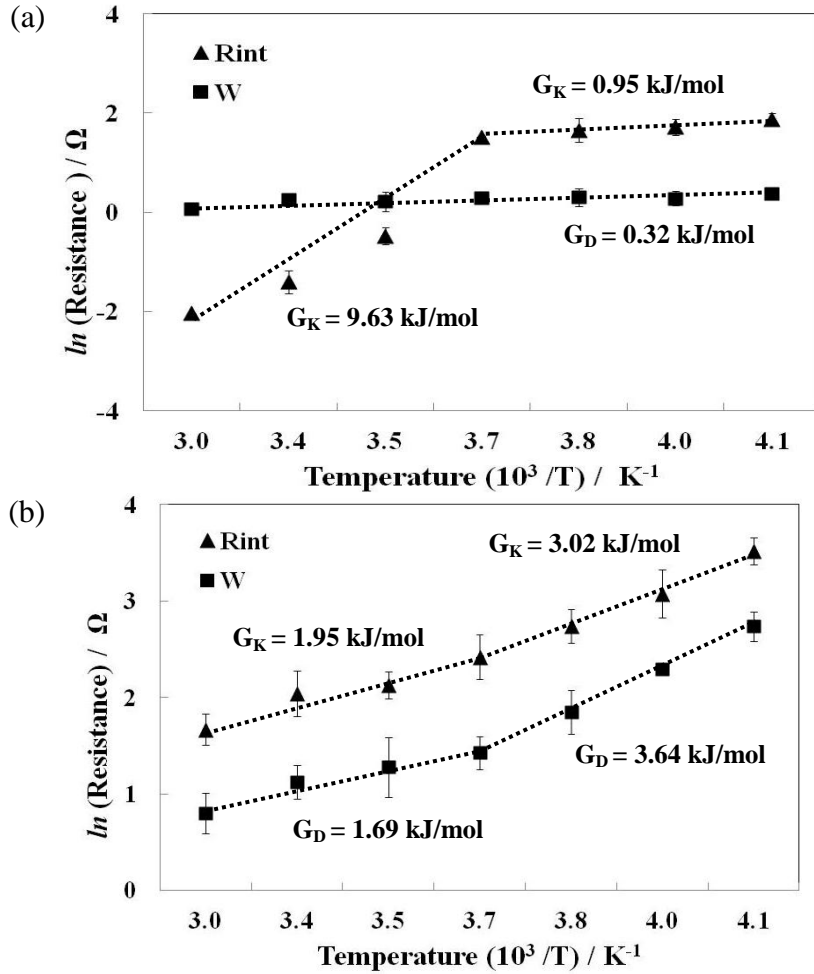 (a)
4
2
0
-2
-4
ln (Resistance ) / Ω
Rint
W
G_K = 0.95 kJ/mol
G_D = 0.32 kJ/mol
G_K = 9.63 kJ/mol
3.0 3.4 3.5 3.7 3.8 4.0 4.1
Temperature (10³ /T) / K⁻¹
(b)
4
3
2
1
0
ln (Resistance) / Ω
Rint
W
G_K = 3.02 kJ/mol
G_K = 1.95 kJ/mol
G_D = 3.64 kJ/mol
G_D = 1.69 kJ/mol
3.0 3.4 3.5 3.7 3.8 4.0 4.1
Temperature (10³ /T) / K⁻¹